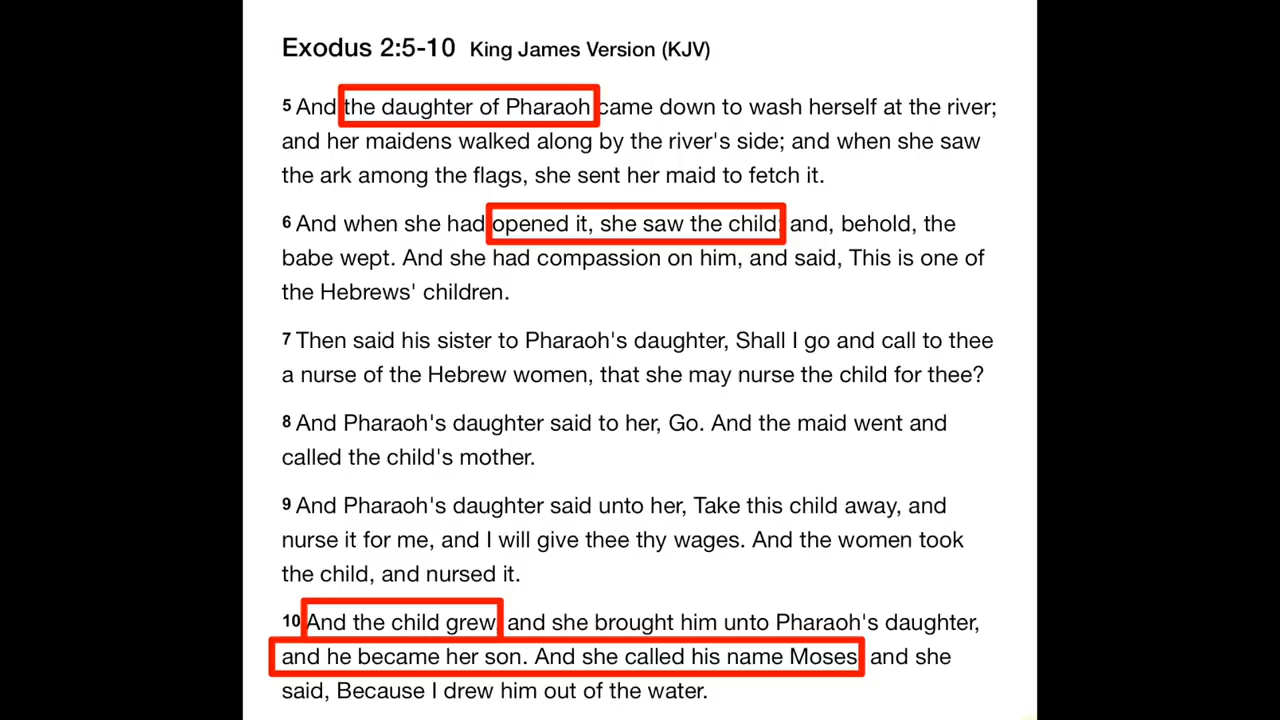 Exodus 2:5-10 King James Version (KJV)
5 And the daughter of Pharaoh came down to wash herself at the river;
and her maidens walked along by the river's side; and when she saw
the ark among the flags, she sent her maid to fetch it.
6 And when she had opened it, she saw the child: and, behold, the
babe wept. And she had compassion on him, and said, This is one of
the Hebrews' children.
7 Then said his sister to Pharaoh's daughter, Shall I go and call to thee
a nurse of the Hebrew women, that she may nurse the child for thee?
8 And Pharaoh's daughter said to her, Go. And the maid went and
called the child's mother.
9 And Pharaoh's daughter said unto her, Take this child away, and
nurse it for me, and I will give thee thy wages. And the women took
the child, and nursed it.
10 And the child grew, and she brought him unto Pharaoh's daughter,
and he became her son. And she called his name Moses: and she
said, Because I drew him out of the water.